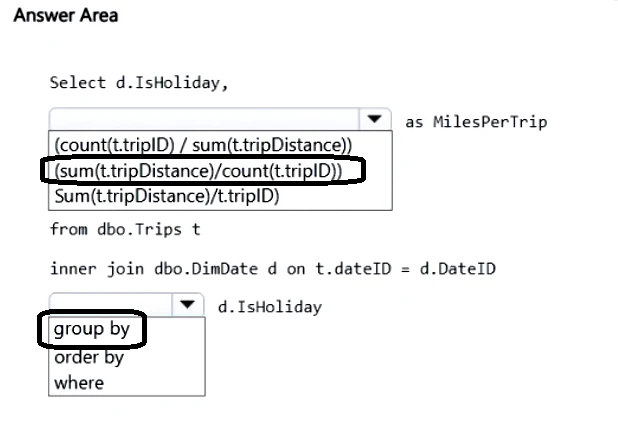 Answer Area
Select d.IsHoliday,
as MilesPerTrip
(count(t.tripID) / sum(t.tripDistance))
(sum(t.tripDistance)/count(t.tripID))
Sum(t.tripDistance)/t.tripID)
from dbo.Trips t
inner join dbo.DimDate d on t.dateID = d.DateID
d.IsHoliday
group by
order by
where